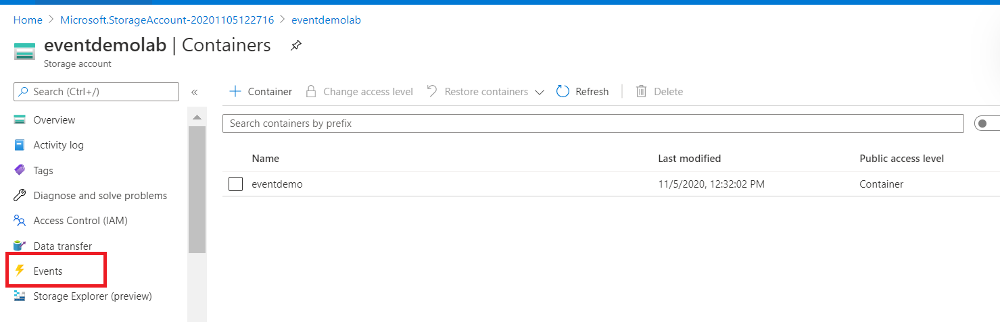 Home > Microsoft.StorageAccount-20201105122716 > eventdemolab
eventdemolab | Containers
Storage account
Search (Ctrl+/)
«
Container
Change access level
Restore containers
Refresh
Delete
Overview
Activity log
Tags
Diagnose and solve problems
Access Control (IAM)
Data transfer
Events
Storage Explorer (preview)
Search containers by prefix
Name Last modified Public access level
eventdemo 11/5/2020, 12:32:02 PM Container